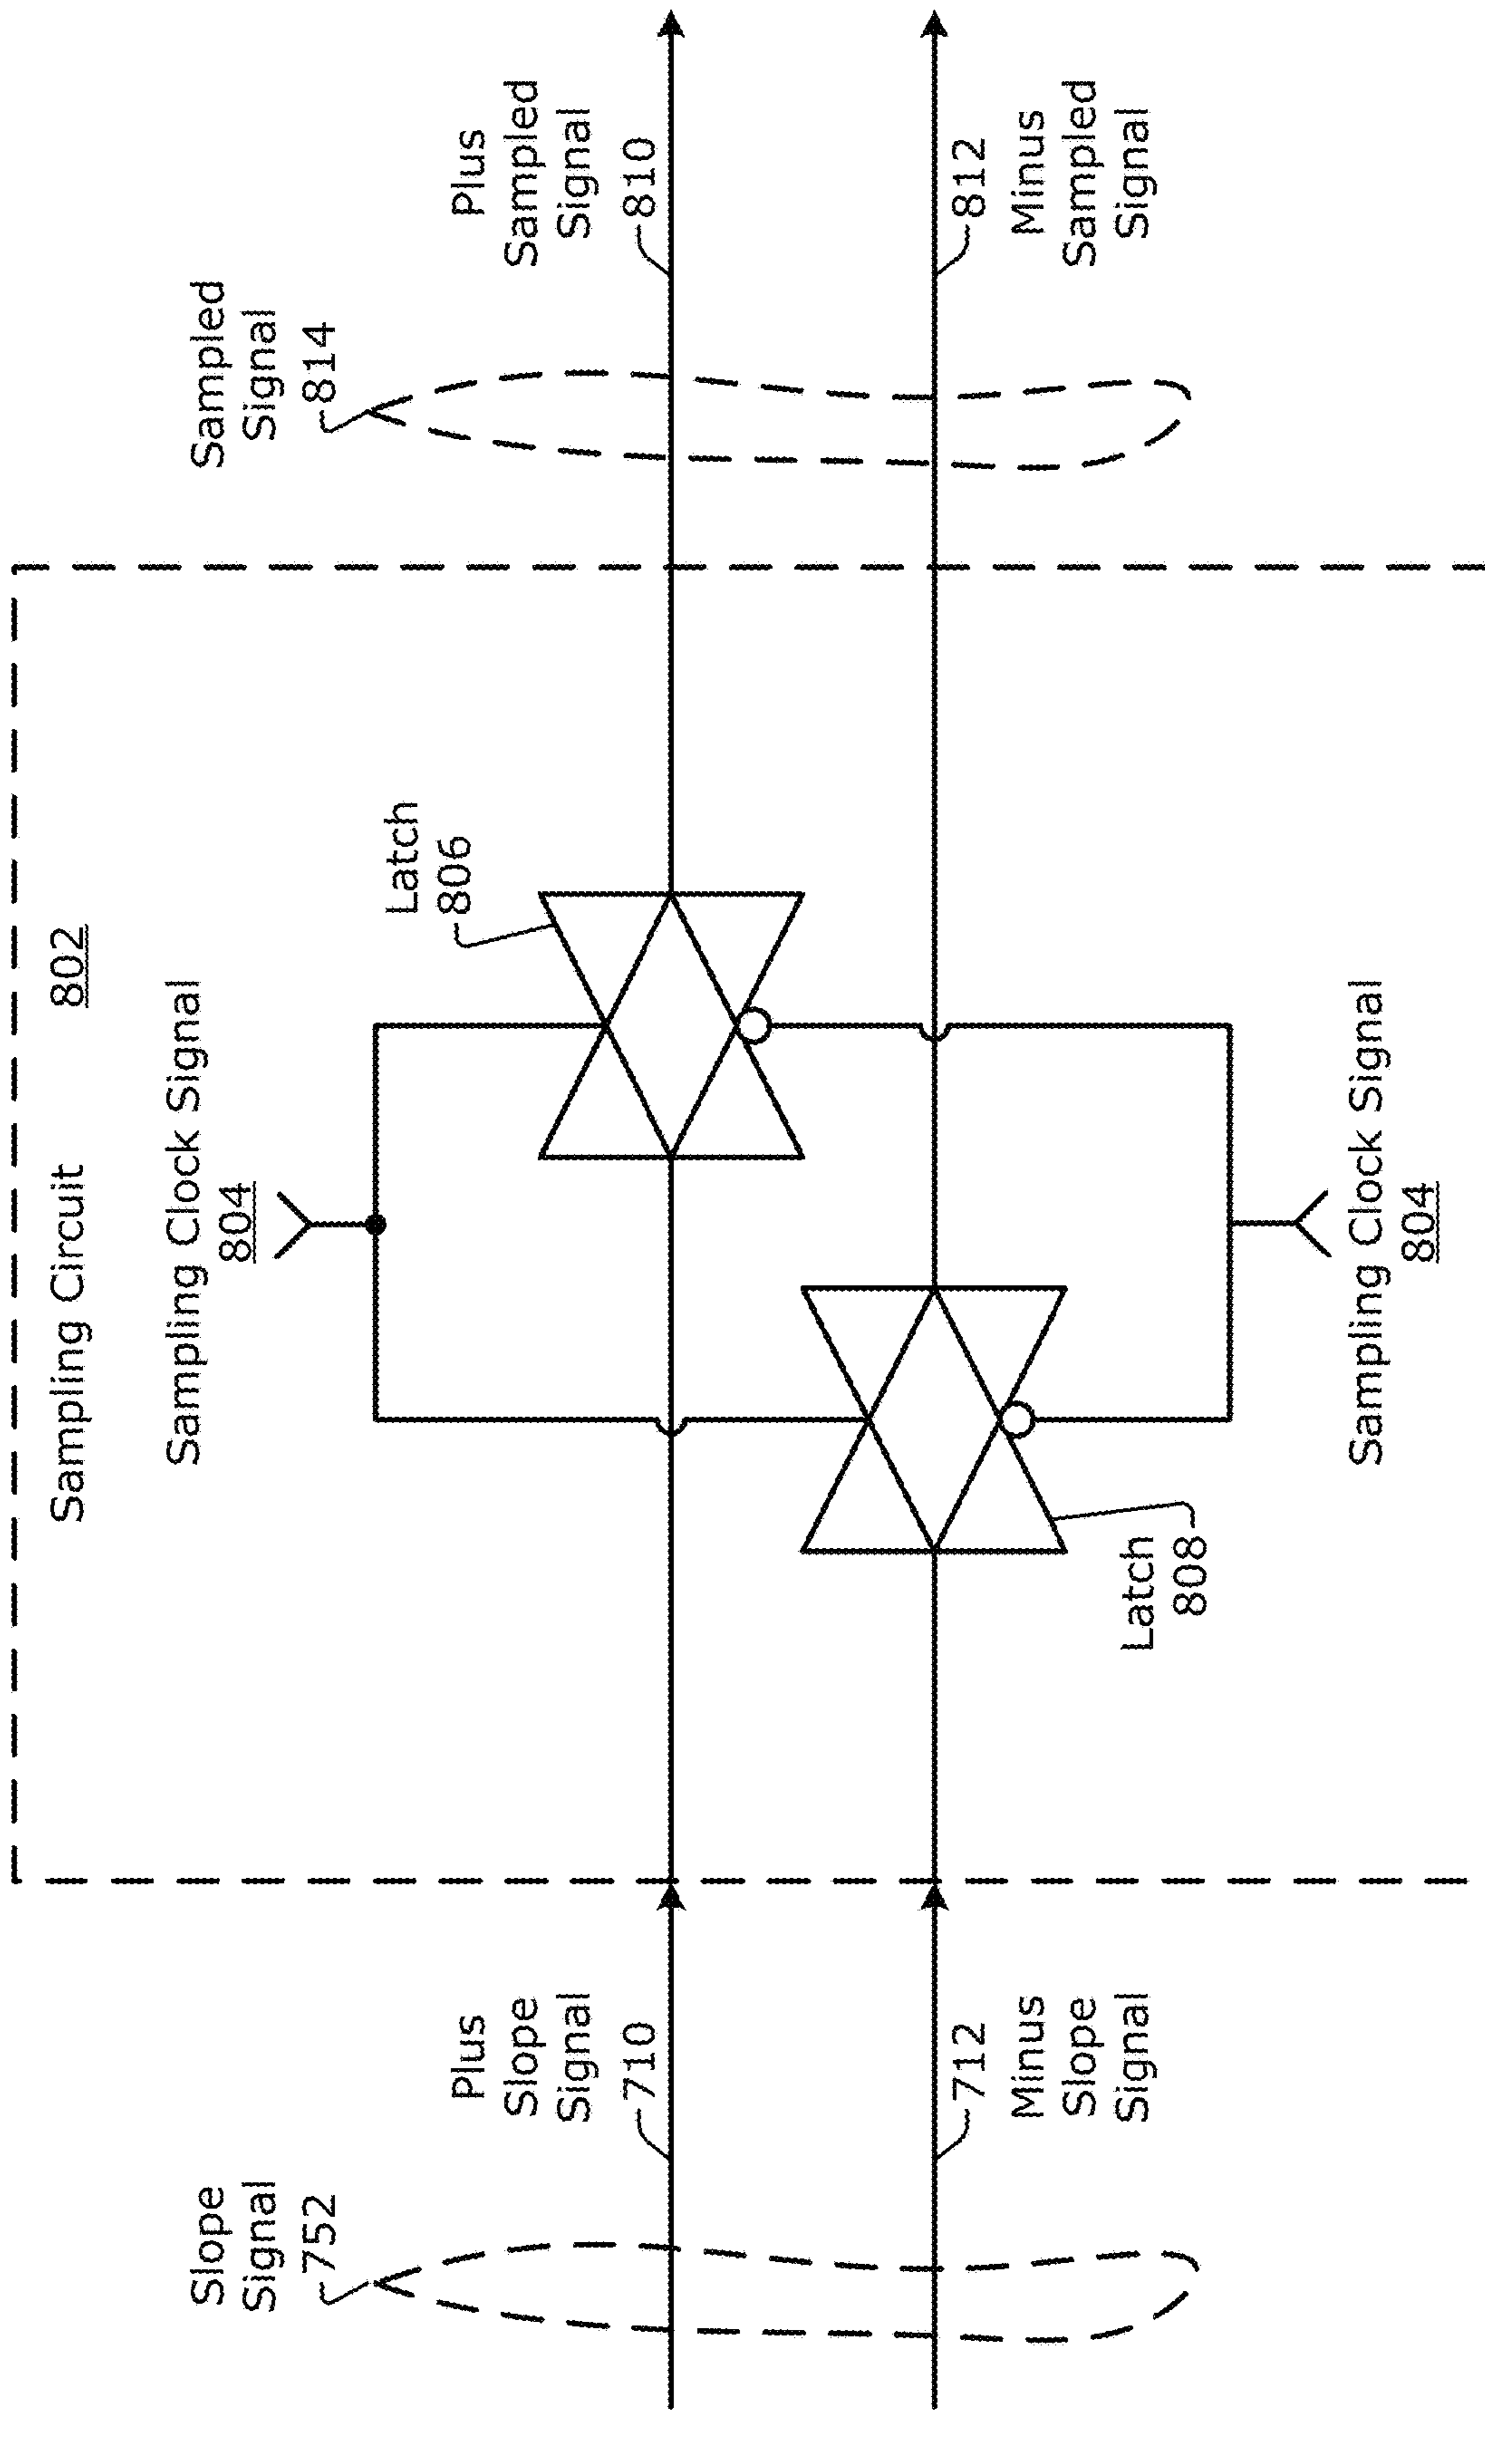 Sampling Circuit 802
Slope
Signal
752
Sampling Clock Signal
804
Sampled
Signal
814
Plus
Slope
Signal
710
Latch
806
Plus
Sampled
Signal
810
712
Minus
Slope
Signal
Latch
808
812
Minus
Sampled
Signal
Sampling Clock Signal
804